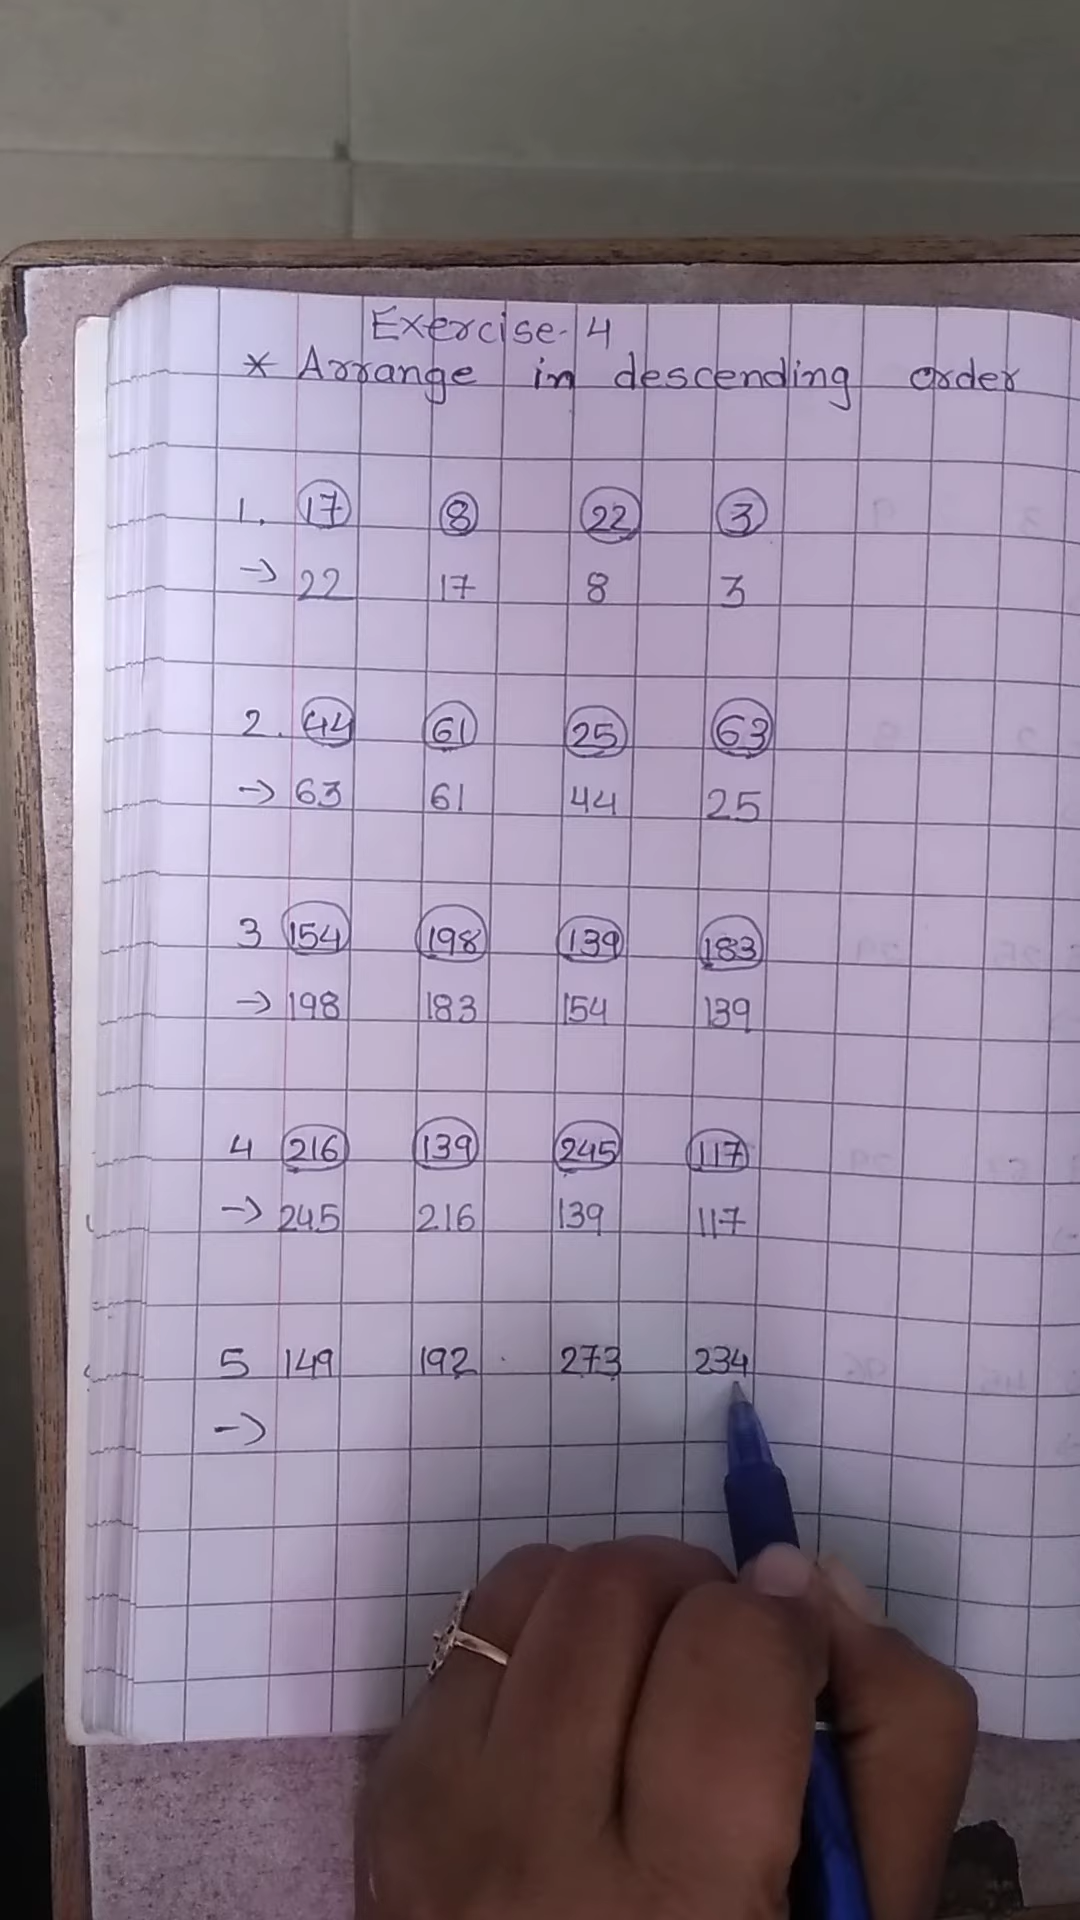 Exercise-4
* Arrange in descending order
1. 17 8 22 3
-> 22 17 8 3
2. 44 61 25 63
-> 63 61 44 25
3 154 198 139 183
-> 198 183 154 139
4 216 139 245 117
-> 245 216 139 117
5 149 192 273 234
->